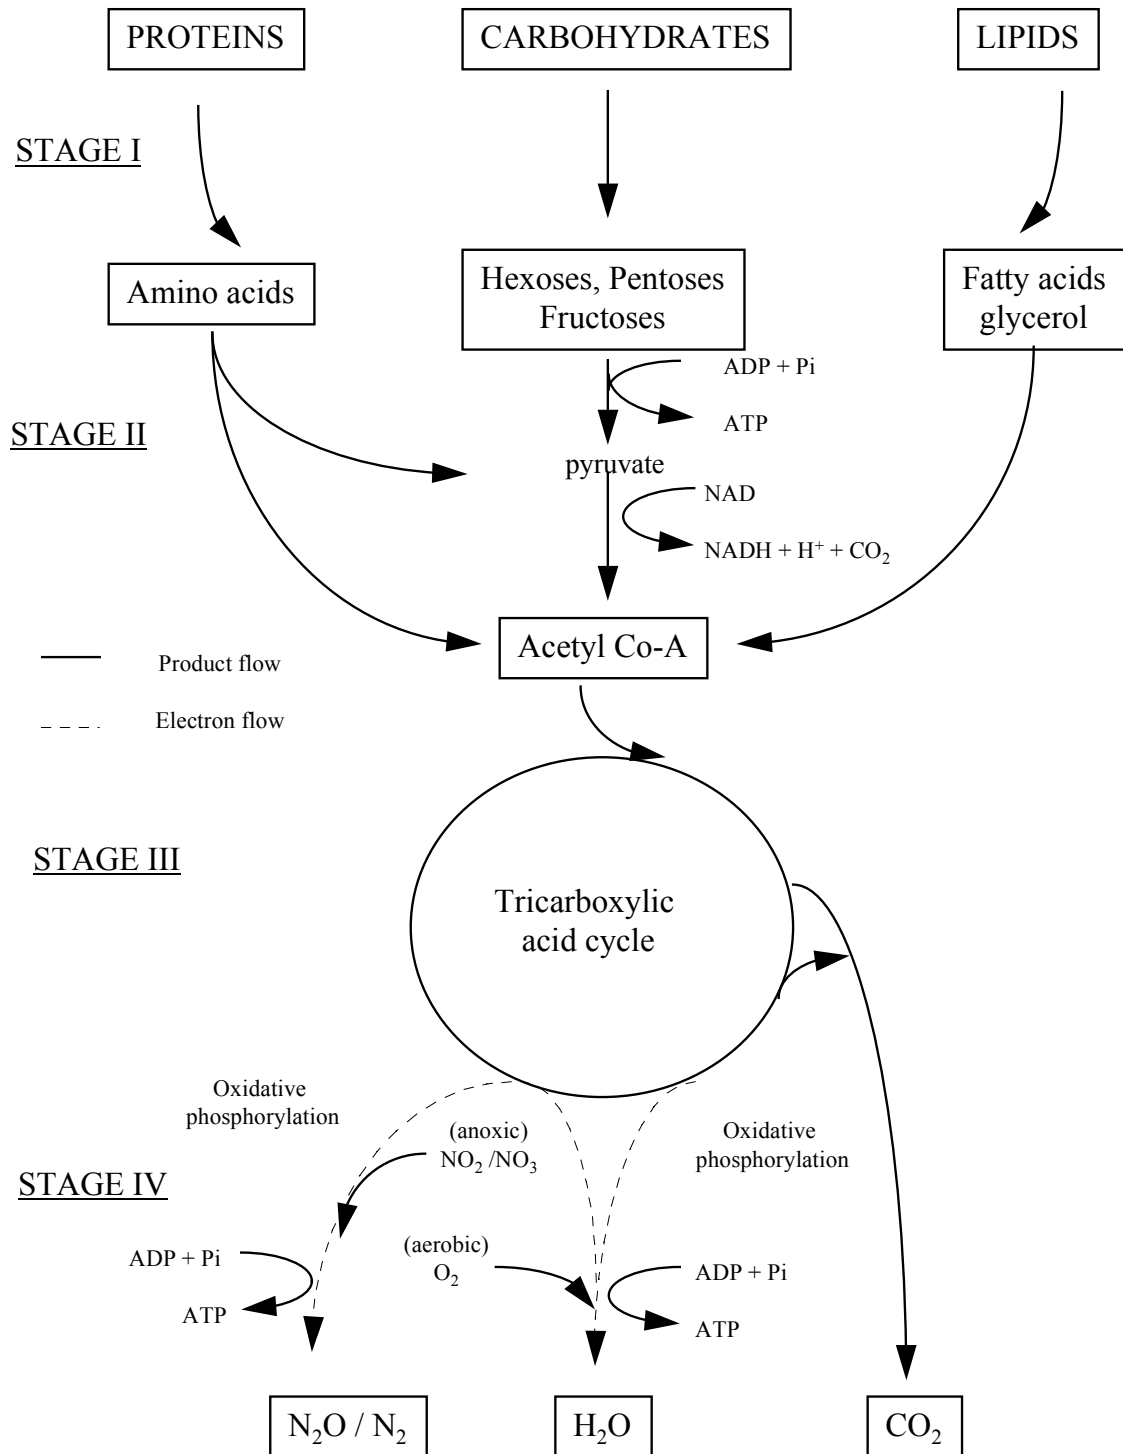 PROTEINS
CARBOHYDRATES
LIPIDS
STAGE I
Amino acids
Hexoses, Pentoses
Fructoses
Fatty acids
glycerol
ADP + Pi
ATP
STAGE II
pyruvate
NAD
NADH + H⁺ + CO₂
Acetyl Co-A
Product flow
Electron flow
STAGE III
Tricarboxylic
acid cycle
Oxidative
phosphorylation
(anoxic)
NO₂ /NO₃
Oxidative
phosphorylation
STAGE IV
ADP + Pi
ATP
(aerobic)
O₂
ADP + Pi
ATP
N₂O / N₂
H₂O
CO₂